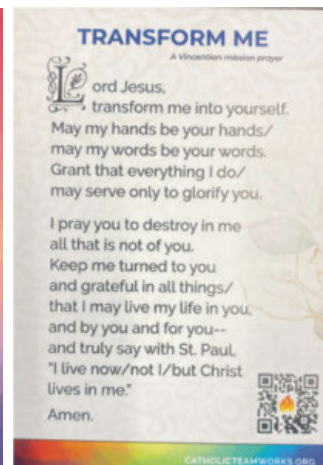 TRANSFORM ME
A Vincentian mission prayer
Lord Jesus,
transform me into yourself.
May my hands be your hands/
may my words be your words.
Grant that everything I do/
may serve only to glorify you.
I pray you to destroy in me
all that is not of you.
Keep me turned to you
and grateful in all things/
that I may live my life in you,
and by you and for you--
and truly say with St. Paul,
"I live now/not I/but Christ
lives in me."
Amen.
CATHOLICTEAMWORKS.ORG